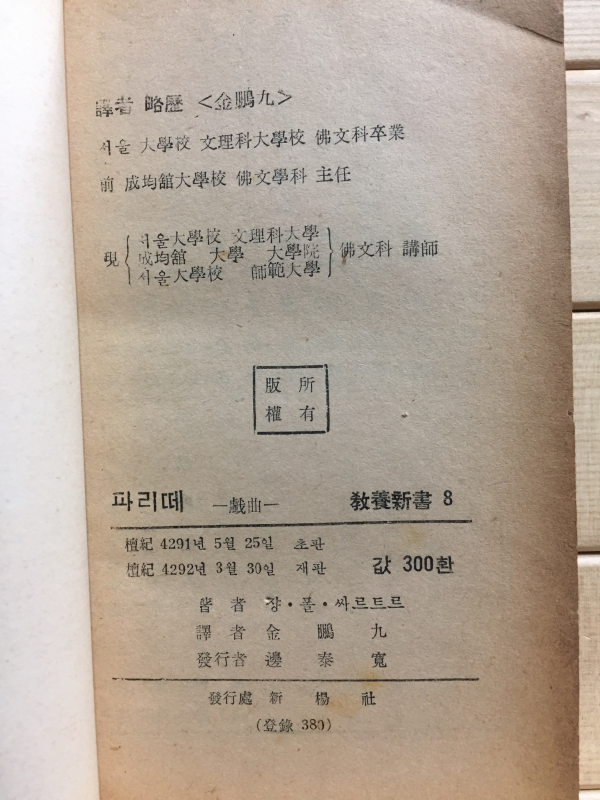 譯者 略歷 <金鵬九>
서울 大學校 文理科大學校 佛文科卒業
前 成均舘大學校 佛文學科 主任
現 { 서울大學校 文理科大學
成均舘 大學 大學院
서울大學校 師範大學 } 佛文科 講師
版 所
權 有
파리떼 —戱曲— 敎養新書 8
檀紀 4291년 5월 25일 초판
檀紀 4292年 3월 30일 재판 값 300환
著者 쟝·폴·싸르트르
譯者 金鵬九
發行者 邊泰寬
發行處 新楊社
(登錄 389)